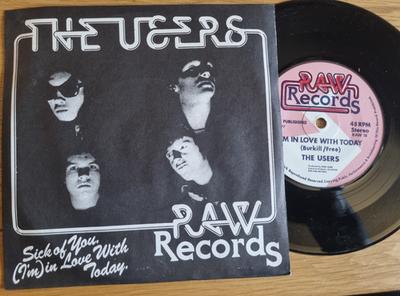 THE USERS
RAW
Records
Sick of You.
(I'm) in Love With
Today.
RAW
Records
PUBLISHING
45 RPM
Stereo
I'M IN LOVE WITH TODAY
(Burkill/Free)
THE USERS